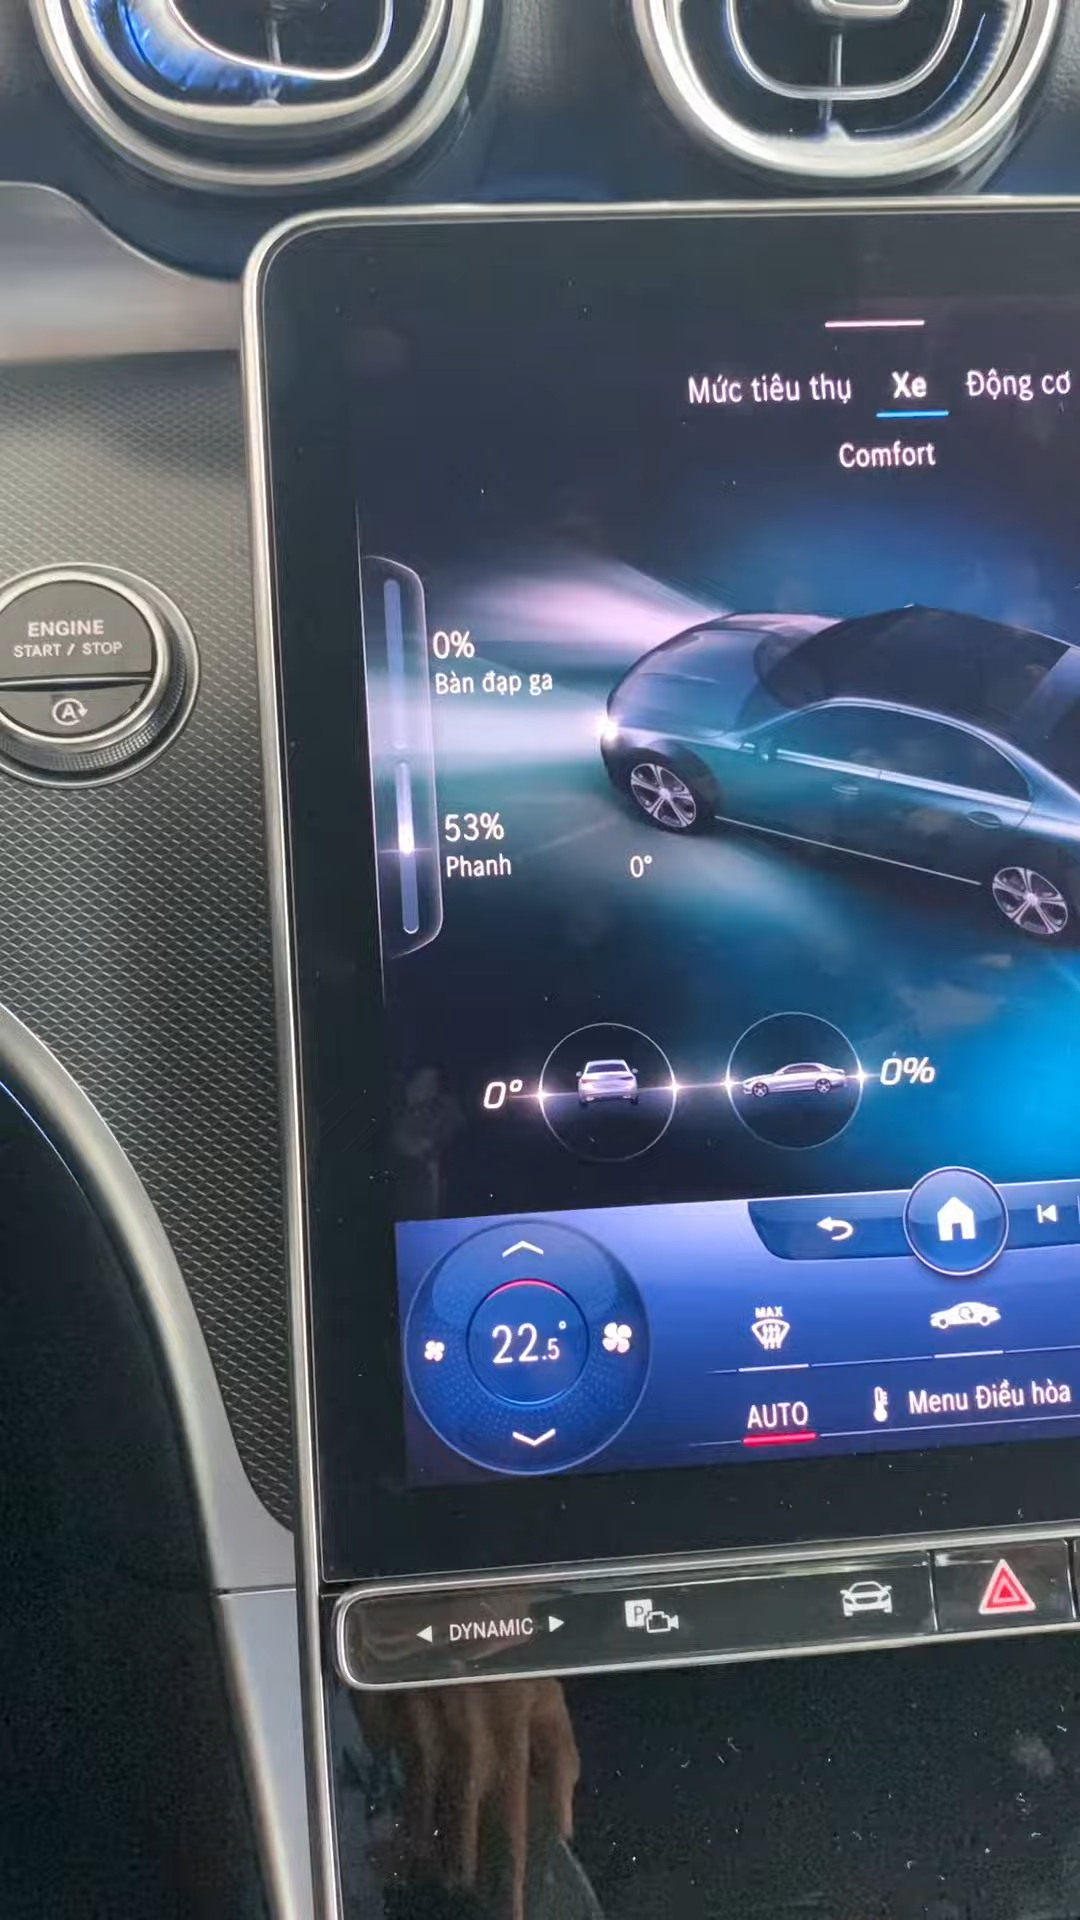 Mức tiêu thụ Xe Động cơ
Comfort
ENGINE
START / STOP
A
0%
Bàn đạp ga
53%
Phanh
0°
0°
0%
22.5°
MAX
AUTO
Menu Điều hòa
DYNAMIC
P